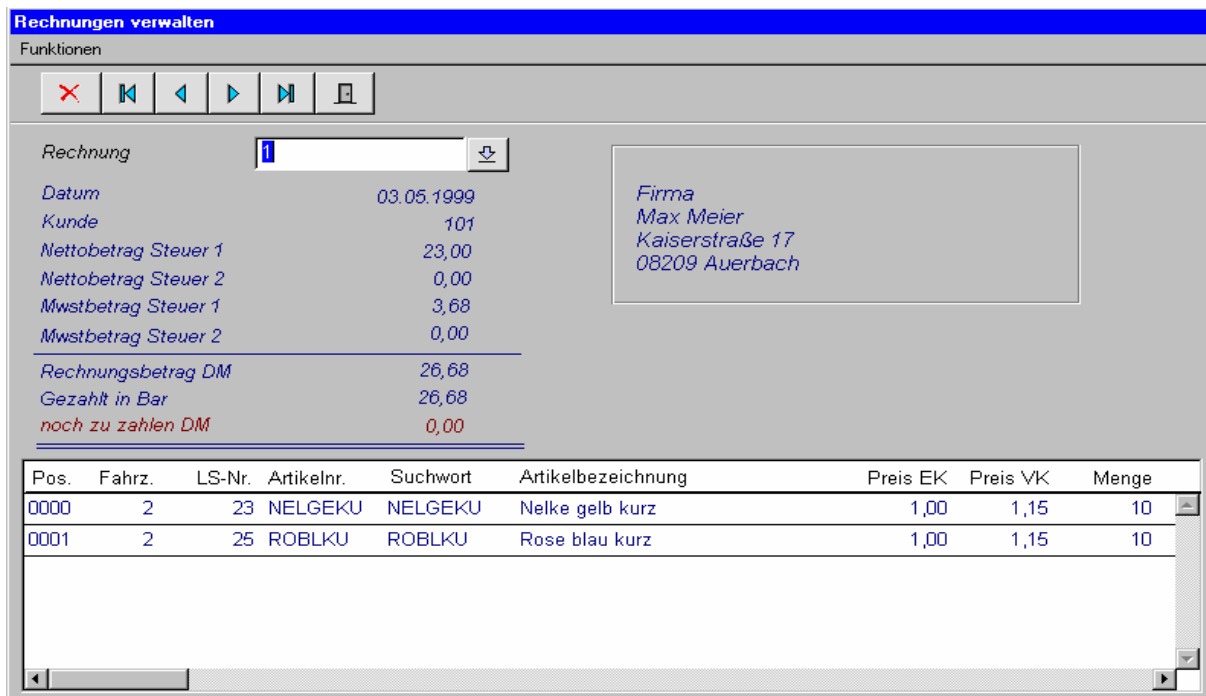 Rechnungen verwalten
Funktionen
Rechnung 1
Datum 03.05.1999
Kunde 101
Nettobetrag Steuer 1 23,00
Nettobetrag Steuer 2 0,00
Mwstbetrag Steuer 1 3,68
Mwstbetrag Steuer 2 0,00
Rechnungsbetrag DM 26,68
Gezahlt in Bar 26,68
noch zu zahlen DM 0,00
Firma
Max Meier
Kaiserstraße 17
08209 Auerbach
Pos. Fahrz. LS-Nr. Artikelnr. Suchwort Artikelbezeichnung Preis EK Preis VK Menge
0000 2 23 NELGEKU NELGEKU Nelke gelb kurz 1,00 1,15 10
0001 2 25 ROBLKU ROBLKU Rose blau kurz 1,00 1,15 10